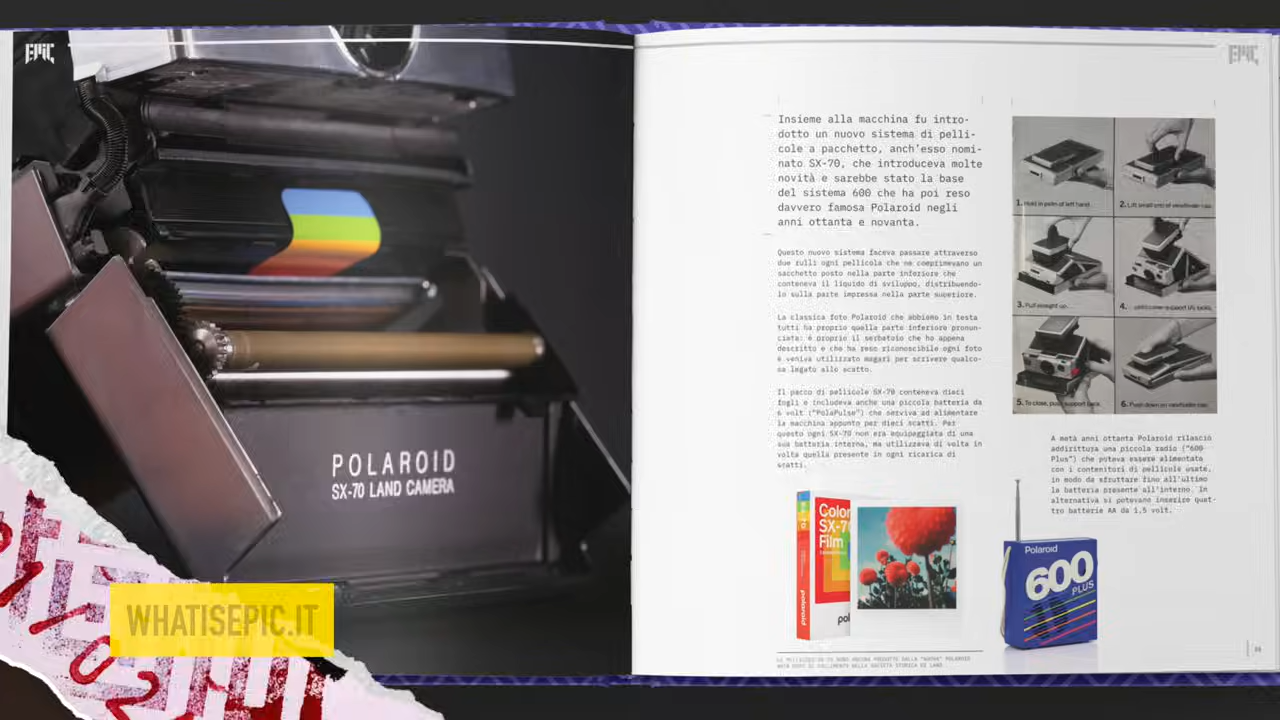 EPIC
EPIC
POLAROID
SX-70 LAND CAMERA
WHATISEPIC.IT
Insieme alla macchina fu intro-
dotto un nuovo sistema di pelli-
cole a pacchetto, anch'esso nomi-
nato SX-70, che introduceva molte
novità e sarebbe stato la base
del sistema 600 che ha poi reso
davvero famosa Polaroid negli
anni ottanta e novanta.
Questo nuovo sistema faceva passare attraverso
due rulli ogni pellicola che ne comprimevano un
sacchetto posto nella parte inferiore che
conteneva il liquido di sviluppo, distribuendo-
lo sulla parte impressa nella parte superiore.
La classica foto Polaroid che abbiamo in testa
tutti ha proprio quella parte inferiore pronun-
ciata: è proprio il serbatoio che ho appena
descritto e che ha reso riconoscibile ogni foto
e veniva utilizzato magari per scrivere qualco-
sa legato allo scatto.
Il pacco di pellicole SX-70 conteneva dieci
fogli e includeva anche una piccola batteria da
6 volt ("PolaPulse") che serviva ad alimentare
la macchina appunto per dieci scatti. Per
questo ogni SX-70 non era equipaggiata di una
sua batteria interna, ma utilizzava di volta in
volta quella presente in ogni ricarica di
scatti.
1. Hold in palm of left hand.
2. Lift small end of viewfinder cap.
3. Pull straight up.
4. until cover support locks.
5. To close, push support back.
6. Push down on viewfinder cap.
A metà anni ottanta Polaroid rilasciò
addirittura una piccola radio ("600
Plus") che poteva essere alimentata
con i contenitori di pellicole usate,
in modo da sfruttare fino all'ultimo
la batteria presente all'interno. In
alternativa si potevano inserire quat-
tro batterie AA da 1,5 volt.
Color
SX-70
Film
polaroid
pol
Polaroid
600
PLUS